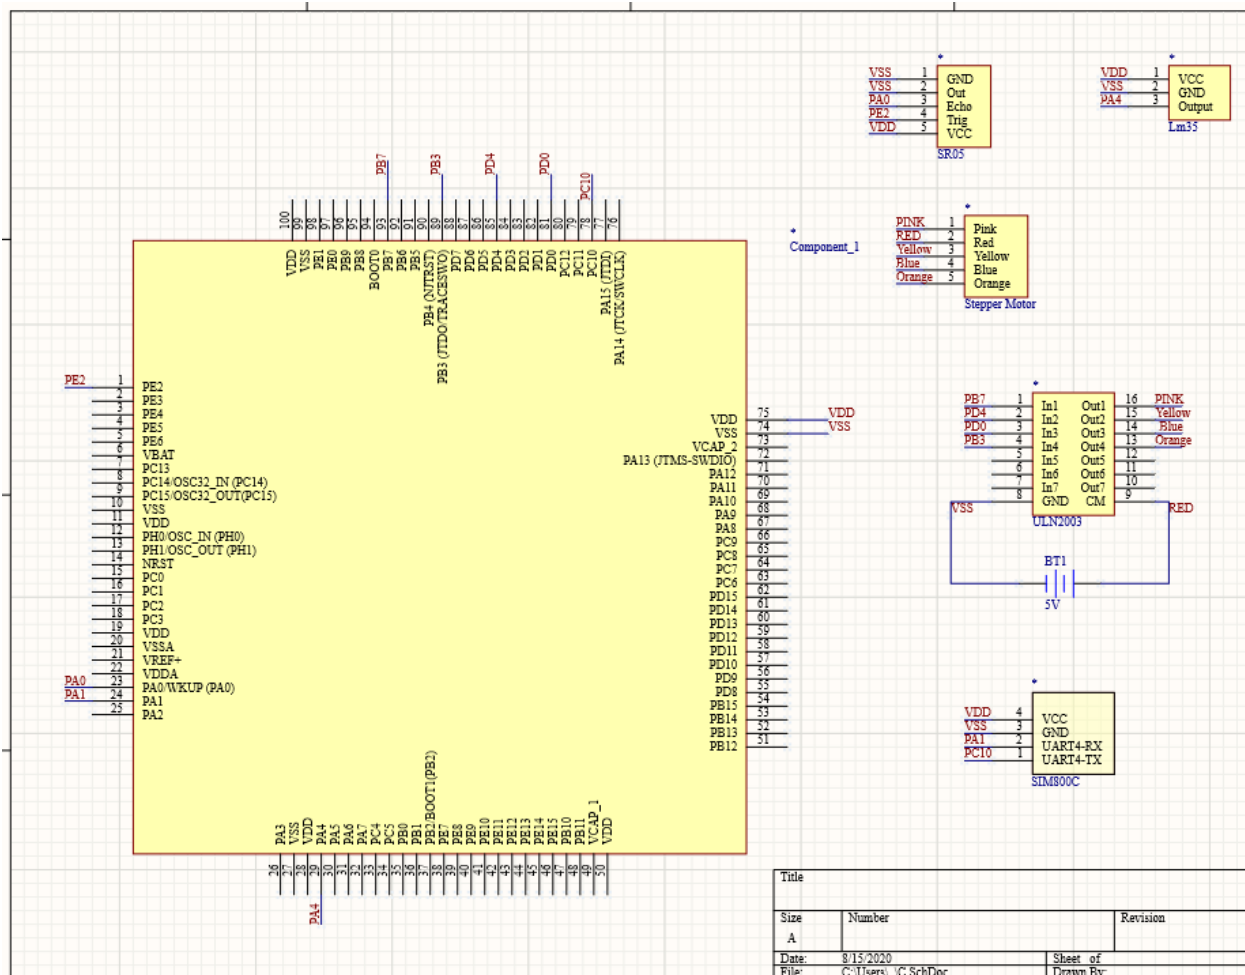 VSS 1 GND
VSS 2 Out
PA0 3 Echo
PE2 4 Trig
VDD 5 VCC
SR05
VDD 1 VCC
VSS 2 GND
PA4 3 Output
Lm35
PINK 1 Pink
RED 2 Red
Yellow 3 Yellow
Blue 4 Blue
Orange 5 Orange
Stepper Motor
Component_1
PB7
PB3
PD4
PD0
PC10
100 VDD
99 VSS
98 PE1
97 PE0
96 PB9
95 PB8
94 BOOT0
93 PB7
92 PB6
91 PB5
90 PB4 (NJTRST)
89 PB3 (JTDO/TRACESWO)
88 PD7
87 PD6
86 PD5
85 PD4
84 PD3
83 PD2
82 PD1
81 PD0
80 PC12
79 PC11
78 PC10
77 PA15 (JTDI)
76 PA14 (JTCK/SWCLK)
PE2 1 PE2
2 PE3
3 PE4
4 PE5
5 PE6
6 VBAT
7 PC13
8 PC14/OSC32_IN (PC14)
9 PC15/OSC32_OUT(PC15)
10 VSS
11 VDD
12 PH0/OSC_IN (PH0)
13 PH1/OSC_OUT (PH1)
14 NRST
15 PC0
16 PC1
17 PC2
18 PC3
19 VDD
20 VSSA
21 VREF+
22 VDDA
PA0 23 PA0/WKUP (PA0)
PA1 24 PA1
25 PA2
VDD 75 VDD
VSS 74 VSS
VCAP_2 73
PA13 (JTMS-SWDIO) 72
PA12 71
PA11 70
PA10 69
PA9 68
PA8 67
PC9 66
PC8 65
PC7 64
PC6 63
PD15 62
PD14 61
PD13 60
PD12 59
PD11 58
PD10 57
PD9 56
PD8 55
PB15 54
PB14 53
PB13 52
PB12 51
PA3 26
VSS 27
VDD 28
PA4 29
PA5 30
PA6 31
PA7 32
PC4 33
PC5 34
PB0 35
PB1 36
PB2/BOOT1(PB2) 37
PE7 38
PE8 39
PE9 40
PE10 41
PE11 42
PE12 43
PE13 44
PE14 45
PE15 46
PB10 47
PB11 48
VCAP_1 49
VDD 50
PA4
PB7 1 In1 Out1 16 PINK
PD4 2 In2 Out2 15 Yellow
PD0 3 In3 Out3 14 Blue
PB3 4 In4 Out4 13 Orange
5 In5 Out5 12
6 In6 Out6 11
7 In7 Out7 10
VSS 8 GND CM 9 RED
ULN2003
BT1
5V
VDD 4 VCC
VSS 3 GND
PA1 2 UART4-RX
PC10 1 UART4-TX
SIM800C
Title
Size Number Revision
A
Date: 8/15/2020 Sheet of
File: C:\Users\..\C.SchDoc Drawn By: